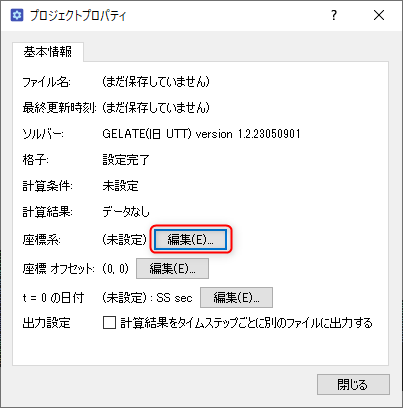 プロジェクトプロパティ
基本情報
ファイル名: (まだ保存していません)
最終更新時刻: (まだ保存していません)
ソルバー: GELATE(旧 UTT) version 1.2.23050901
格子: 設定完了
計算条件: 未設定
計算結果: データなし
座標系: (未設定) 編集(E)...
座標 オフセット: (0, 0) 編集(E)...
t = 0 の日付 (未設定) : SS sec 編集(E)...
出力設定 計算結果をタイムステップごとに別のファイルに出力する
閉じる